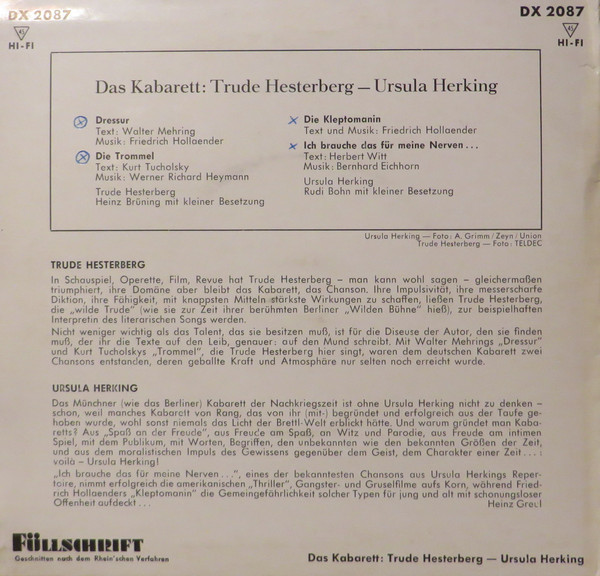 DX 2087
DX 2087
45
45
HI-FI
HI-FI
Das Kabarett: Trude Hesterberg — Ursula Herking
Dressur
Text: Walter Mehring
Musik: Friedrich Hollaender
Die Trommel
Text: Kurt Tucholsky
Musik: Werner Richard Heymann
Trude Hesterberg
Heinz Brüning mit kleiner Besetzung
Die Kleptomanin
Text und Musik: Friedrich Hollaender
Ich brauche das für meine Nerven . . .
Text: Herbert Witt
Musik: Bernhard Eichhorn
Ursula Herking
Rudi Bohn mit kleiner Besetzung
Ursula Herking — Foto: A. Grimm / Zeyn / Union
Trude Hesterberg — Foto: TELDEC
TRUDE HESTERBERG
In Schauspiel, Operette, Film, Revue hat Trude Hesterberg – man kann wohl sagen – gleichermaßen
triumphiert, ihre Domäne aber bleibt das Kabarett, das Chanson. Ihre Impulsivität, ihre messerscharfe
Diktion, ihre Fähigkeit, mit knappsten Mitteln stärkste Wirkungen zu schaffen, ließen Trude Hesterberg,
die „wilde Trude" (wie sie zur Zeit ihrer berühmten Berliner „Wilden Bühne" hieß), zur beispielhaften
Interpretin des literarischen Songs werden.
Nicht weniger wichtig als das Talent, das sie besitzen muß, ist für die Diseuse der Autor, den sie finden
muß, der ihr die Texte auf den Leib, genauer: auf den Mund schreibt. Mit Walter Mehrings „Dressur"
und Kurt Tucholskys „Trommel", die Trude Hesterberg hier singt, waren dem deutschen Kabarett zwei
Chansons entstanden, deren geballte Kraft und Atmosphäre nur selten noch erreicht wurde.
URSULA HERKING
Das Münchner (wie das Berliner) Kabarett der Nachkriegszeit ist ohne Ursula Herking nicht zu denken –
schon, weil manches Kabarett von Rang, das von ihr (mit-) begründet und erfolgreich aus der Taufe ge-
hoben wurde, wohl sonst niemals das Licht der Brettl-Welt erblickt hätte. Und warum gründet man Kaba-
retts? Aus „Spaß an der Freude", aus Freude am Spaß, an Witz und Parodie, aus Freude am intimen
Spiel, mit dem Publikum, mit Worten, Begriffen, den unbekannten wie den bekannten Größen der Zeit,
und aus dem moralistischen Impuls des Gewissens gegenüber dem Geist, dem Charakter einer Zeit . . . :
voilà – Ursula Herking!
„Ich brauche das für meine Nerven . . .", eines der bekanntesten Chansons aus Ursula Herkings Reper-
toire, nimmt erfolgreich die amerikanischen „Thriller", Gangster- und Gruselfilme aufs Korn, während Fried-
rich Hollaenders „Kleptomanin" die Gemeingefährlichkeit solcher Typen für jung und alt mit schonungsloser
Offenheit aufdeckt . . .
Heinz Greul
FÜLLSCHRIFT
Geschnitten nach dem Rhein'schen Verfahren
Das Kabarett: Trude Hesterberg — Ursula Herking